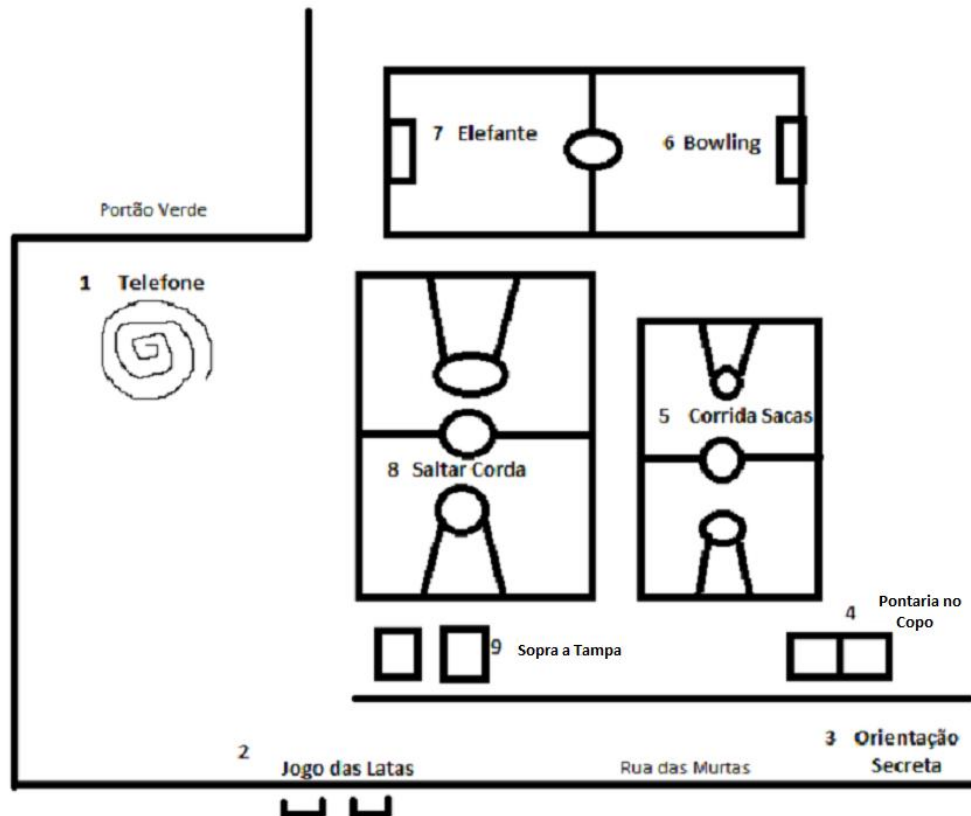 7 Elefante
6 Bowling
Portão Verde
1 Telefone
5 Corrida Sacas
8 Saltar Corda
4 Pontaria no
Copo
9 Sopra a Tampa
3 Orientação
Secreta
2
Jogo das Latas
Rua das Murtas